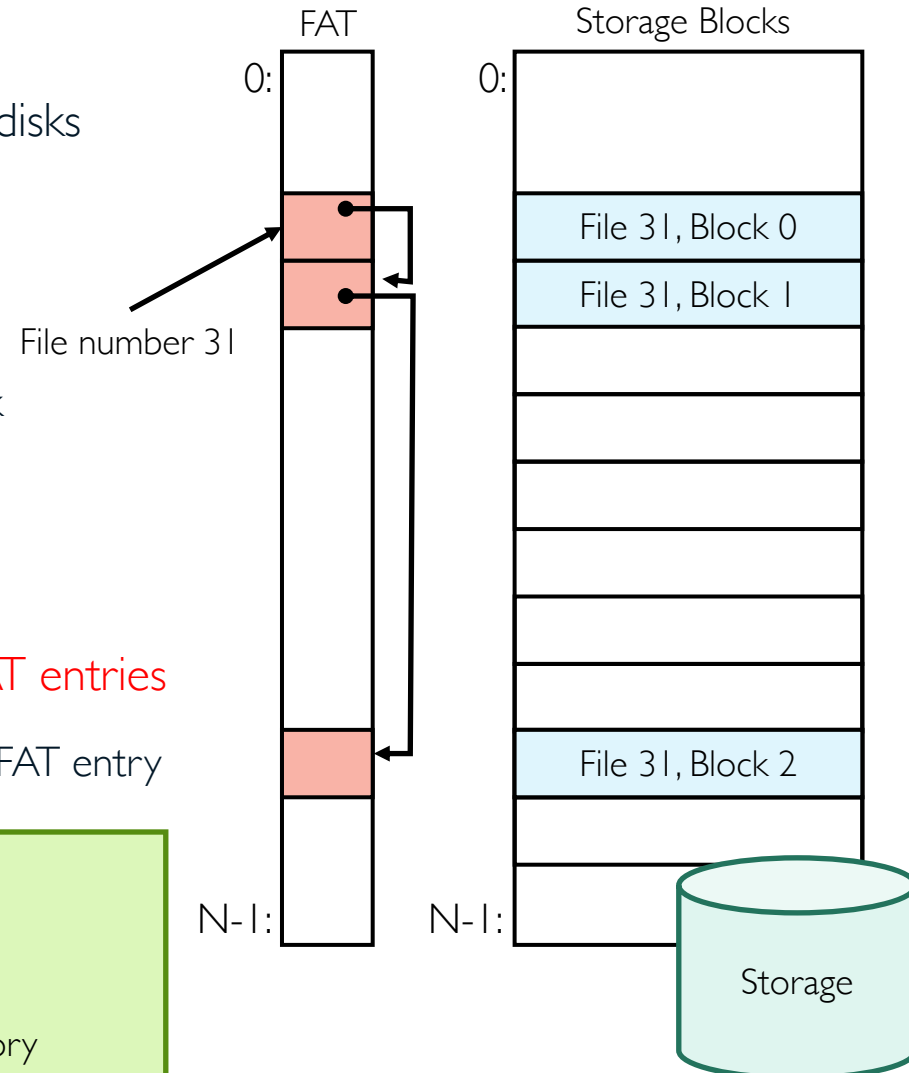 FAT
Storage Blocks
0:
0:
disks
File 31, Block 0
File 31, Block 1
File number 31
entries
FAT entry
File 31, Block 2
N-1:
N-1:
Storage